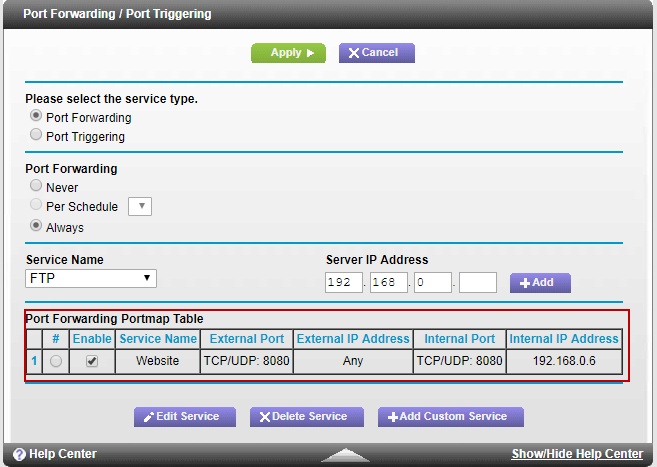 Port Forwarding / Port Triggering
Apply Cancel
Please select the service type.
Port Forwarding
Port Triggering
Port Forwarding
Never
Per Schedule
Always
Service Name Server IP Address
FTP 192 . 168 . 0 . Add
Port Forwarding Portmap Table
# Enable Service Name External Port External IP Address Internal Port Internal IP Address
1 Website TCP/UDP: 8080 Any TCP/UDP: 8080 192.168.0.6
Edit Service Delete Service Add Custom Service
? Help Center Show/Hide Help Center